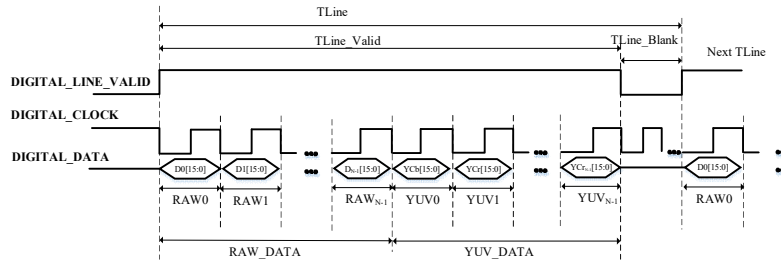 TLine
TLine_Valid
TLine_Blank
Next TLine
DIGITAL_LINE_VALID
DIGITAL_CLOCK
DIGITAL_DATA
D0[15:0] D1[15:0] DN-1[15:0] YCb[15:0] YCr[15:0] YCrN-1[15:0] D0[15:0]
RAW0 RAW1 RAWN-1 YUV0 YUV1 YUVN-1 RAW0
RAW_DATA YUV_DATA